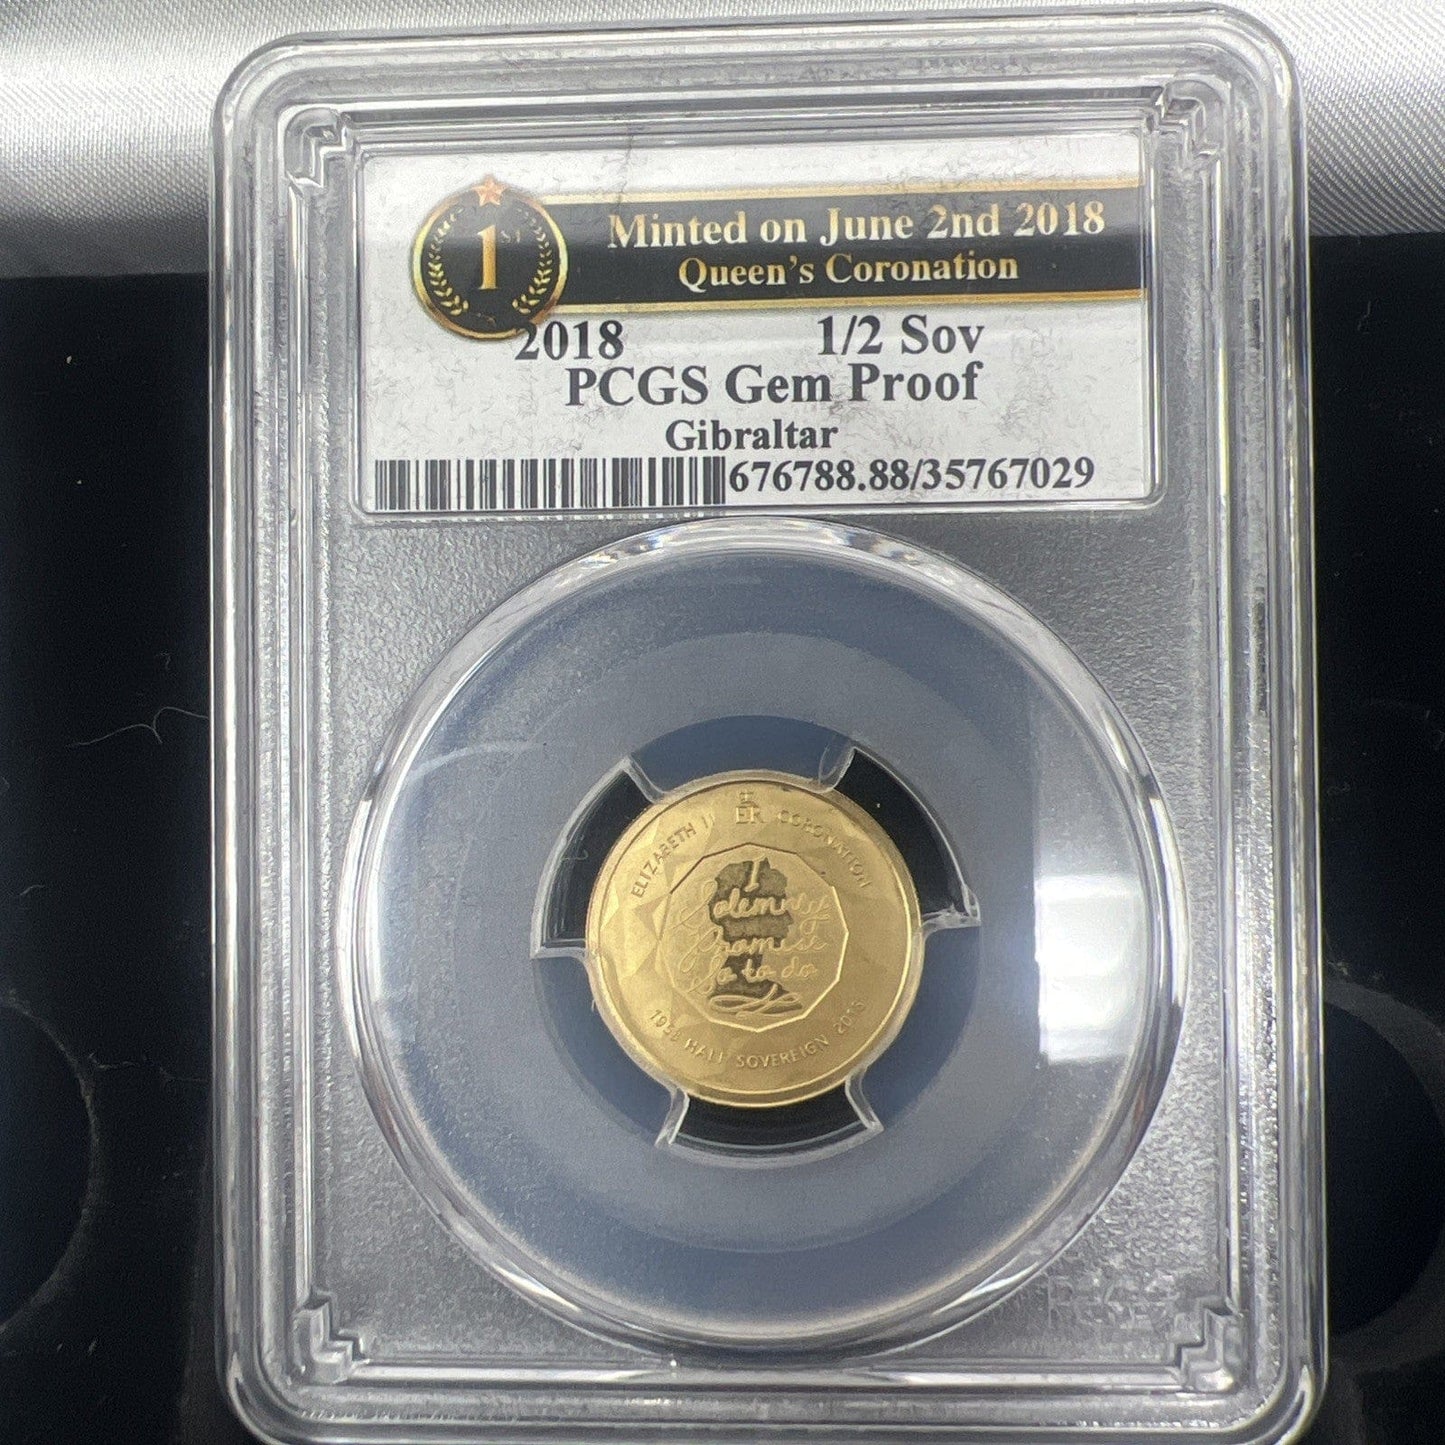 1ST
Minted on June 2nd 2018
Queen's Coronation
2018 1/2 Sov
PCGS Gem Proof
Gibraltar
676788.88/35767029
ELIZABETH II ER CORONATION
I
Solemnly
Promise
So to do
HALF SOVEREIGN 2018